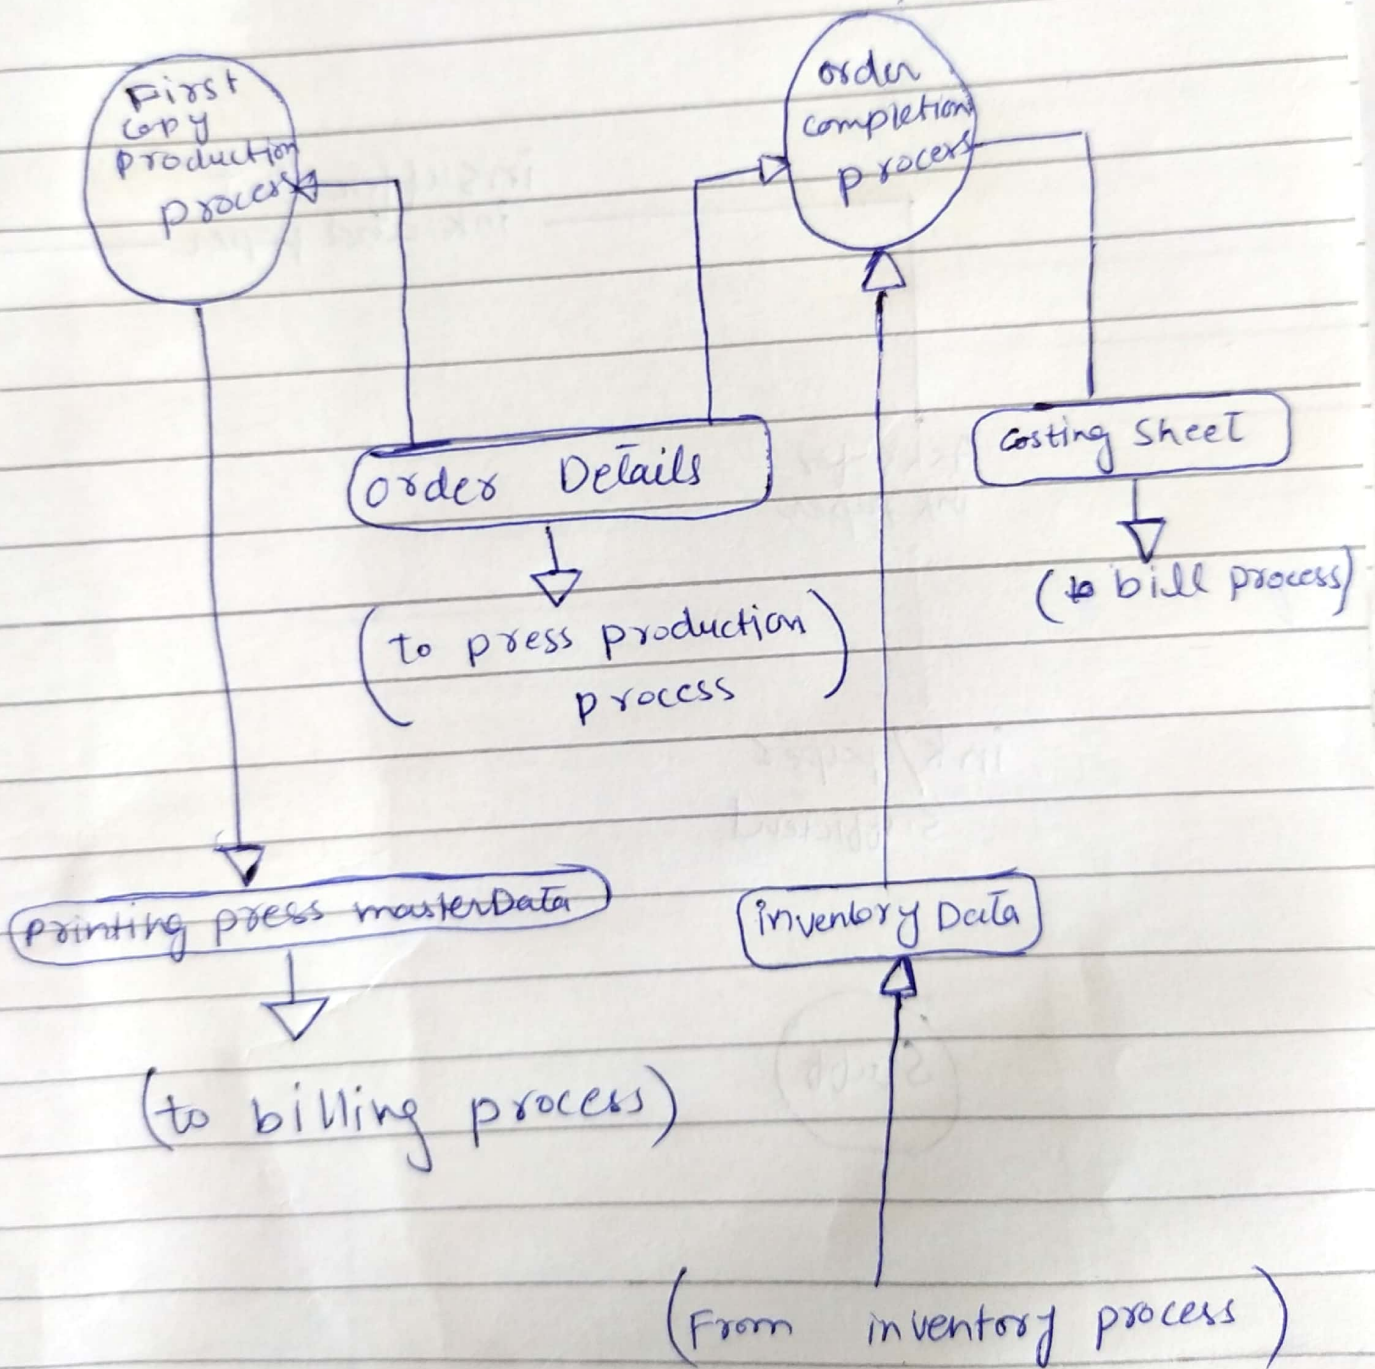 First
copy
production
process
order
completion
process
order Details
costing sheet
(to press production
process)
(to bill process)
printing press masterData
inventory Data
(to billing process)
(From inventory process)